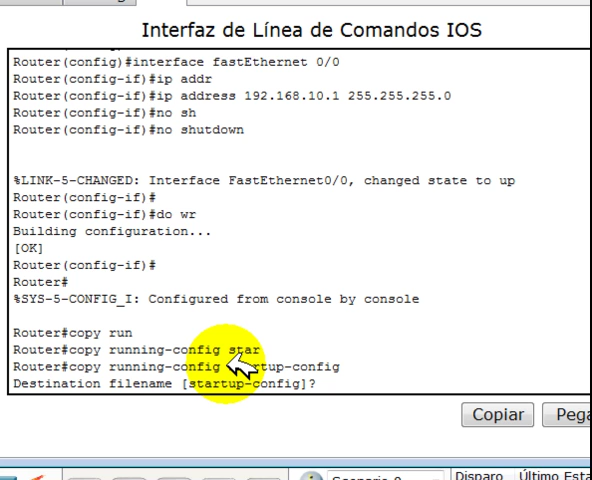 Interfaz de Línea de Comandos IOS
Router(config)#interface fastEthernet 0/0
Router(config-if)#ip addr
Router(config-if)#ip address 192.168.10.1 255.255.255.0
Router(config-if)#no sh
Router(config-if)#no shutdown
%LINK-5-CHANGED: Interface FastEthernet0/0, changed state to up
Router(config-if)#
Router(config-if)#do wr
Building configuration...
[OK]
Router(config-if)#
Router#
%SYS-5-CONFIG_I: Configured from console by console
Router#copy run
Router#copy running-config star
Router#copy running-config rtup-config
Destination filename [startup-config]?
Copiar Pega
Disparo Último Esta